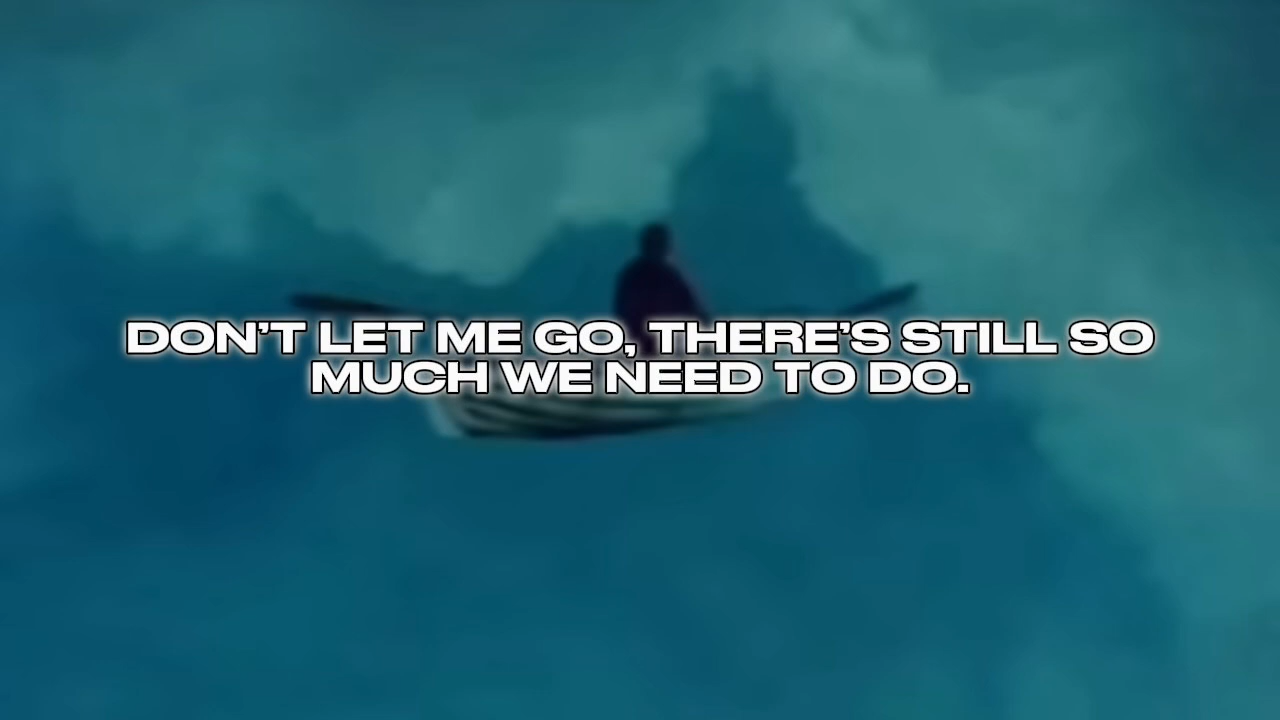 DON’T LET ME GO, THERE’S STILL SO
MUCH WE NEED TO DO.